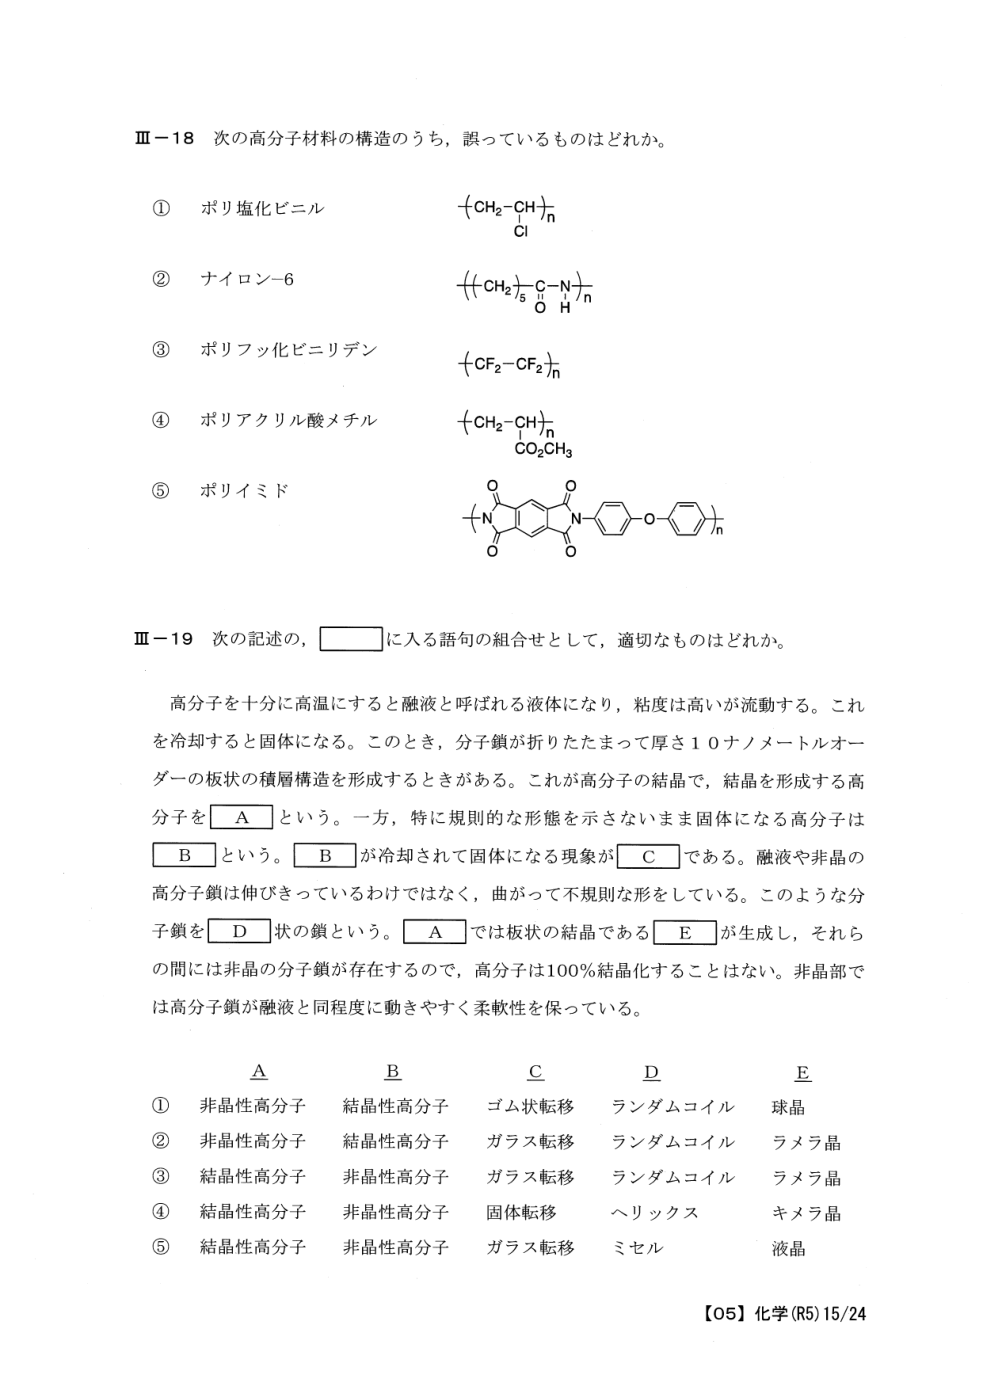 Ⅲ－18　次の高分子材料の構造のうち，誤っているものはどれか。
①　ポリ塩化ビニル　(CH2-CH)n
Cl
②　ナイロン-6　((CH2)5-C-N)n
O H
③　ポリフッ化ビニリデン　(CF2-CF2)n
④　ポリアクリル酸メチル　(CH2-CH)n
CO2CH3
⑤　ポリイミド
O O
N N O n
O O
Ⅲ－19　次の記述の，　　　に入る語句の組合せとして，適切なものはどれか。
高分子を十分に高温にすると融液と呼ばれる液体になり，粘度は高いが流動する。これ
を冷却すると固体になる。このとき，分子鎖が折りたたまって厚さ１０ナノメートルオー
ダーの板状の積層構造を形成するときがある。これが高分子の結晶で，結晶を形成する高
分子を A という。一方，特に規則的な形態を示さないまま固体になる高分子は
B という。 B が冷却されて固体になる現象が C である。融液や非晶の
高分子鎖は伸びきっているわけではなく，曲がって不規則な形をしている。このような分
子鎖を D 状の鎖という。 A では板状の結晶である E が生成し，それら
の間には非晶の分子鎖が存在するので，高分子は100％結晶化することはない。非晶部で
は高分子鎖が融液と同程度に動きやすく柔軟性を保っている。
A　B　C　D　E
①　非晶性高分子　結晶性高分子　ゴム状転移　ランダムコイル　球晶
②　非晶性高分子　結晶性高分子　ガラス転移　ランダムコイル　ラメラ晶
③　結晶性高分子　非晶性高分子　ガラス転移　ランダムコイル　ラメラ晶
④　結晶性高分子　非晶性高分子　固体転移　ヘリックス　キメラ晶
⑤　結晶性高分子　非晶性高分子　ガラス転移　ミセル　液晶
【05】化学(R5)15/24